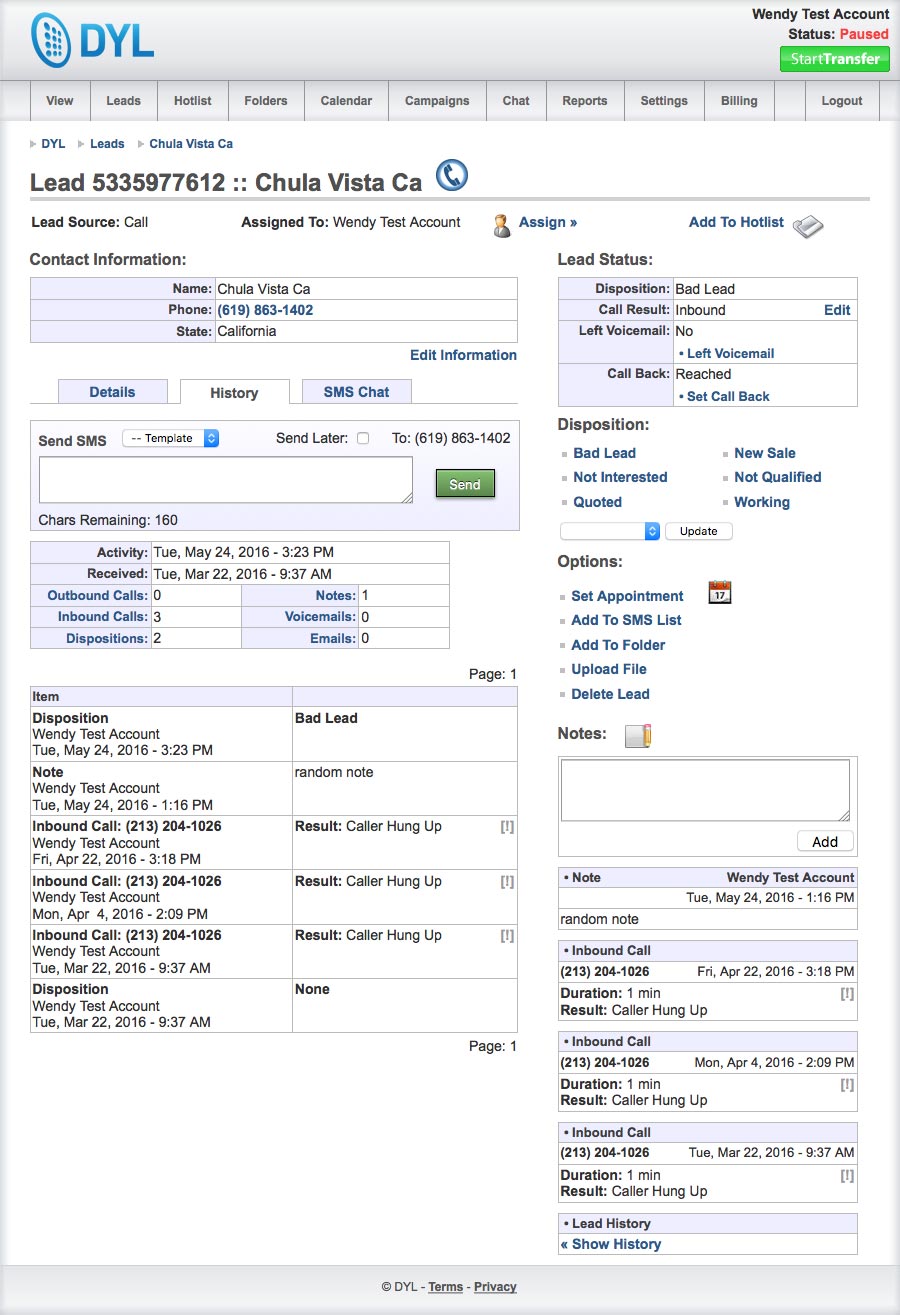 DYL
Wendy Test Account
Status: Paused
StartTransfer
View Leads Hotlist Folders Calendar Campaigns Chat Reports Settings Billing Logout
DYL Leads Chula Vista Ca
Lead 5335977612 :: Chula Vista Ca
Lead Source: Call Assigned To: Wendy Test Account Assign » Add To Hotlist
Contact Information:
Name: Chula Vista Ca
Phone: (619) 863-1402
State: California
Edit Information
Details History SMS Chat
Send SMS -- Template Send Later: To: (619) 863-1402
Send
Chars Remaining: 160
Activity: Tue, May 24, 2016 - 3:23 PM
Received: Tue, Mar 22, 2016 - 9:37 AM
Outbound Calls: 0 Notes: 1
Inbound Calls: 3 Voicemails: 0
Dispositions: 2 Emails: 0
Page: 1
Item
Disposition Bad Lead
Wendy Test Account
Tue, May 24, 2016 - 3:23 PM
Note random note
Wendy Test Account
Tue, May 24, 2016 - 1:16 PM
Inbound Call: (213) 204-1026 Result: Caller Hung Up [!]
Wendy Test Account
Fri, Apr 22, 2016 - 3:18 PM
Inbound Call: (213) 204-1026 Result: Caller Hung Up [!]
Wendy Test Account
Mon, Apr 4, 2016 - 2:09 PM
Inbound Call: (213) 204-1026 Result: Caller Hung Up [!]
Wendy Test Account
Tue, Mar 22, 2016 - 9:37 AM
Disposition None
Wendy Test Account
Tue, Mar 22, 2016 - 9:37 AM
Page: 1
Lead Status:
Disposition: Bad Lead
Call Result: Inbound Edit
Left Voicemail: No
• Left Voicemail
Call Back: Reached
• Set Call Back
Disposition:
Bad Lead New Sale
Not Interested Not Qualified
Quoted Working
Update
Options:
Set Appointment 17
Add To SMS List
Add To Folder
Upload File
Delete Lead
Notes:
Add
• Note Wendy Test Account
Tue, May 24, 2016 - 1:16 PM
random note
• Inbound Call
(213) 204-1026 Fri, Apr 22, 2016 - 3:18 PM
Duration: 1 min [!]
Result: Caller Hung Up
• Inbound Call
(213) 204-1026 Mon, Apr 4, 2016 - 2:09 PM
Duration: 1 min [!]
Result: Caller Hung Up
• Inbound Call
(213) 204-1026 Tue, Mar 22, 2016 - 9:37 AM
Duration: 1 min [!]
Result: Caller Hung Up
• Lead History
« Show History
© DYL - Terms - Privacy